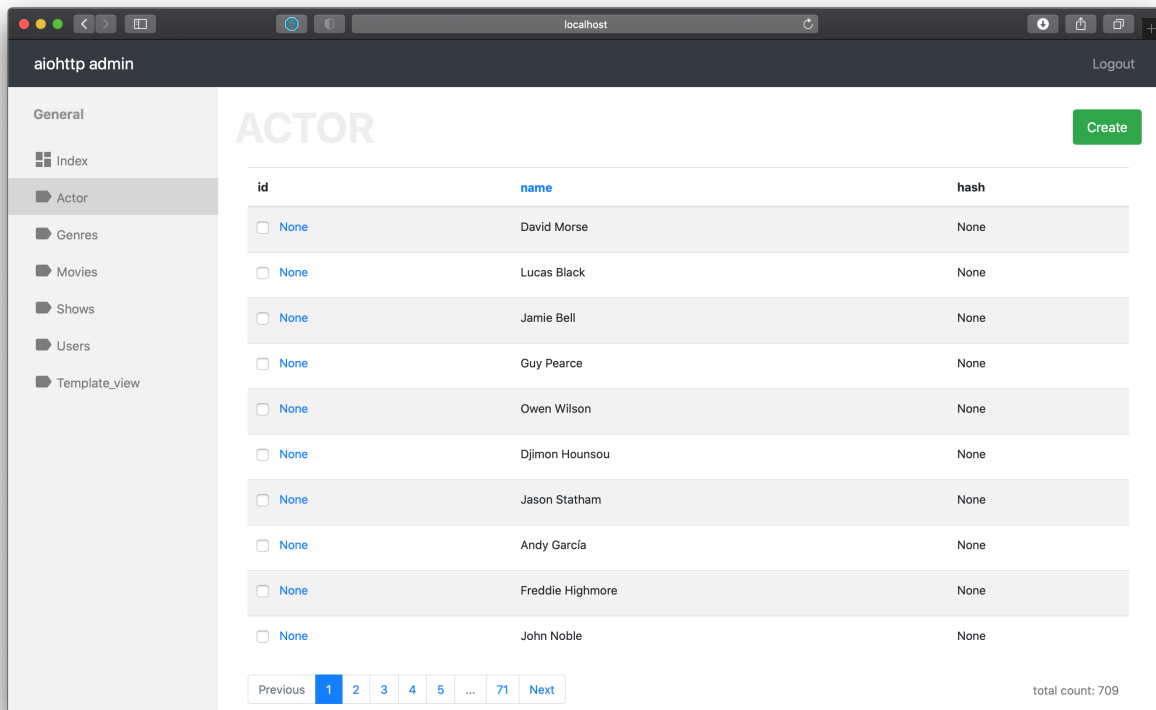 localhost
aiohttp admin
Logout
General
Index
Actor
Genres
Movies
Shows
Users
Template_view
ACTOR
Create
id name hash
None David Morse None
None Lucas Black None
None Jamie Bell None
None Guy Pearce None
None Owen Wilson None
None Djimon Hounsou None
None Jason Statham None
None Andy García None
None Freddie Highmore None
None John Noble None
Previous 1 2 3 4 5 ... 71 Next
total count: 709